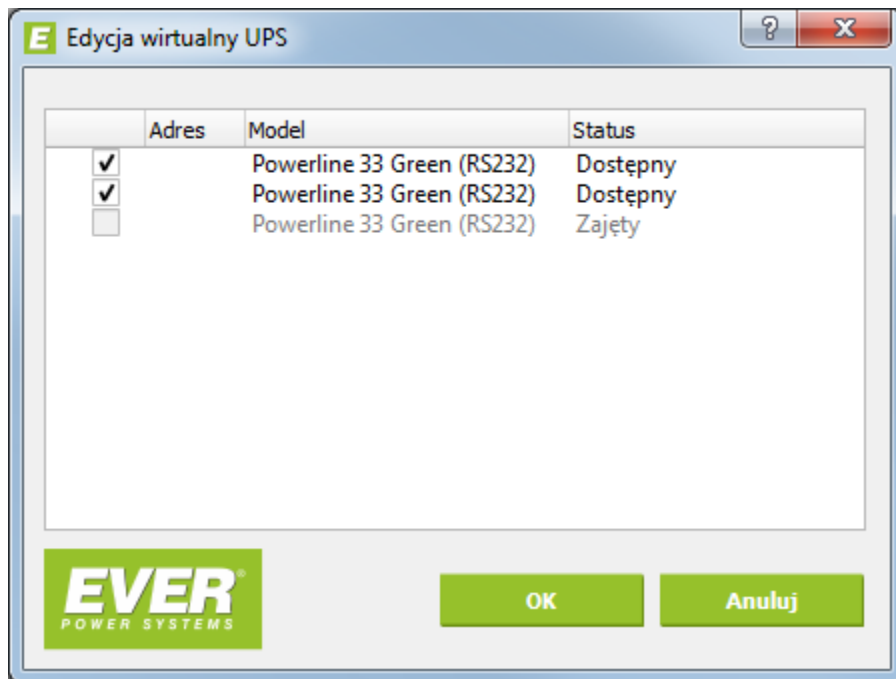 E Edycja wirtualny UPS
Adres Model Status
Powerline 33 Green (RS232) Dostępny
Powerline 33 Green (RS232) Dostępny
Powerline 33 Green (RS232) Zajęty
EVER®
POWER SYSTEMS
OK Anuluj